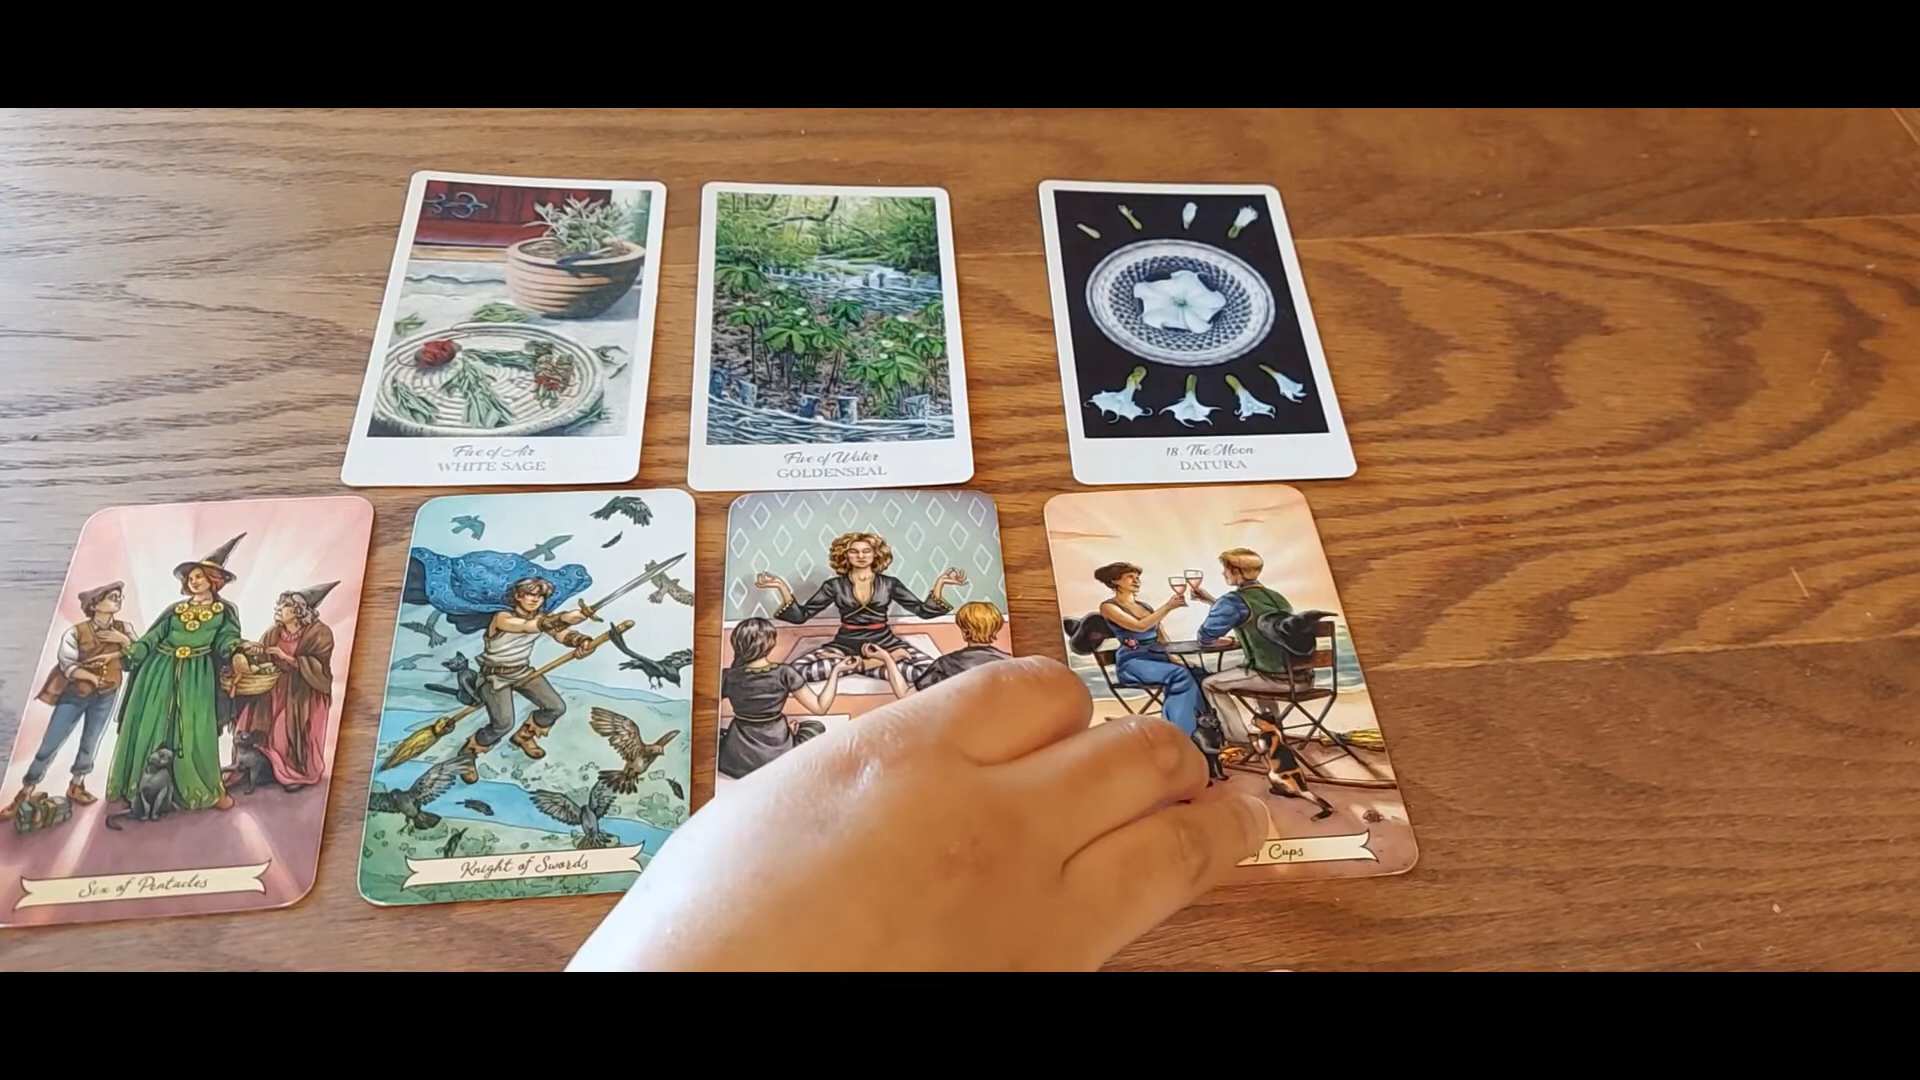 Five of Air
WHITE SAGE
Five of Water
GOLDENSEAL
18. The Moon
DATURA
Six of Pentacles
Knight of Swords
of Cups